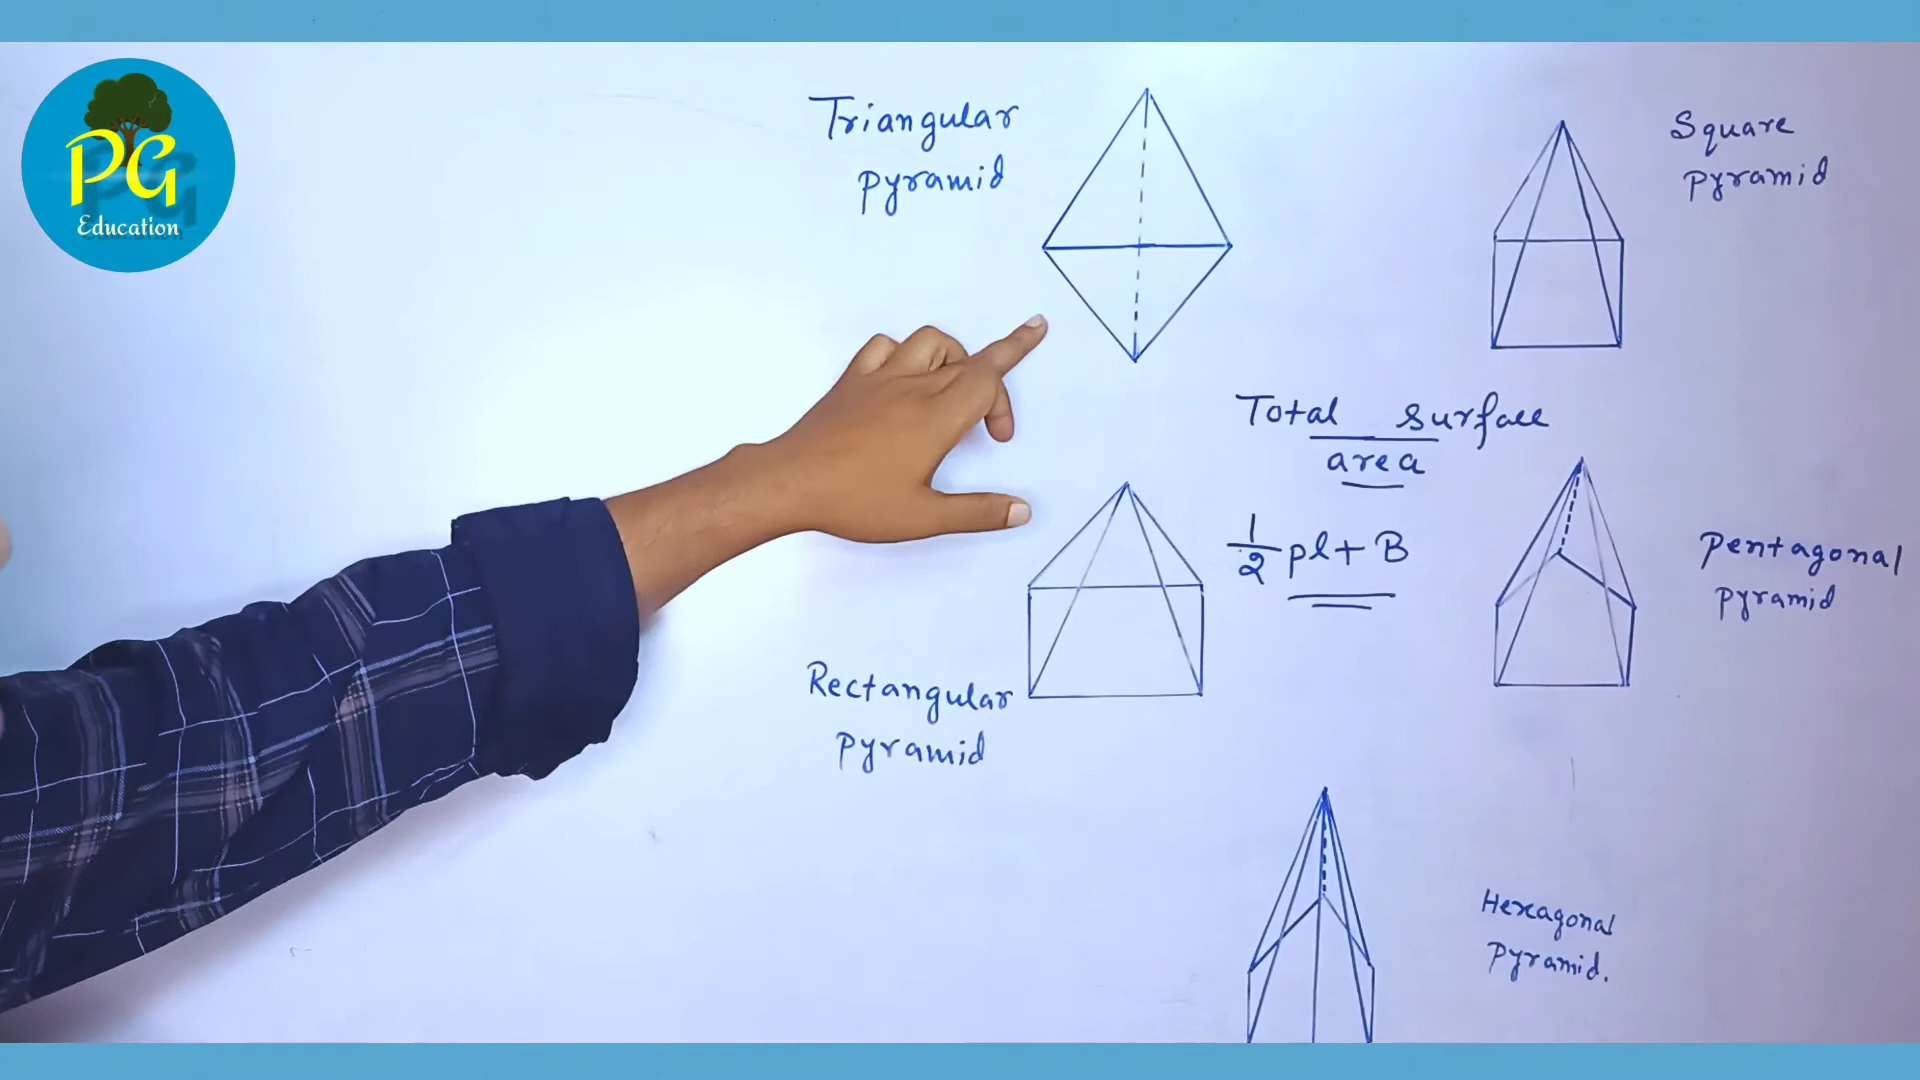 PG
Education
Triangular
pyramid
Square
pyramid
Total surface
area
1/2 pl + B
Pentagonal
pyramid
Rectangular
pyramid
Hexagonal
pyramid.